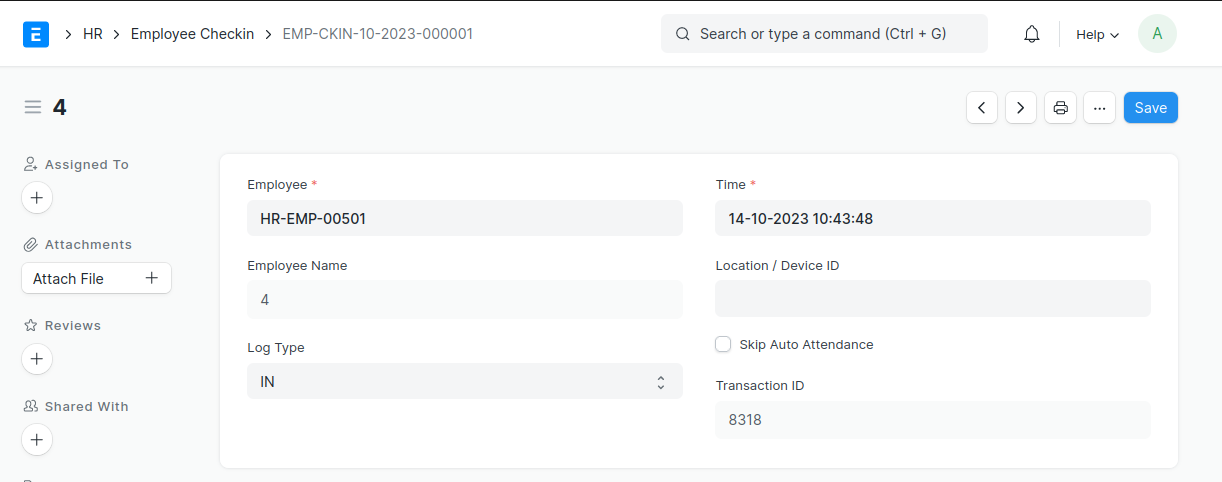 E HR Employee Checkin EMP-CKIN-10-2023-000001 Search or type a command (Ctrl + G) Help A
4 ... Save
Assigned To
Attachments
Attach File
Reviews
Shared With
Employee *
HR-EMP-00501
Employee Name
4
Log Type
IN
Time *
14-10-2023 10:43:48
Location / Device ID
Skip Auto Attendance
Transaction ID
8318